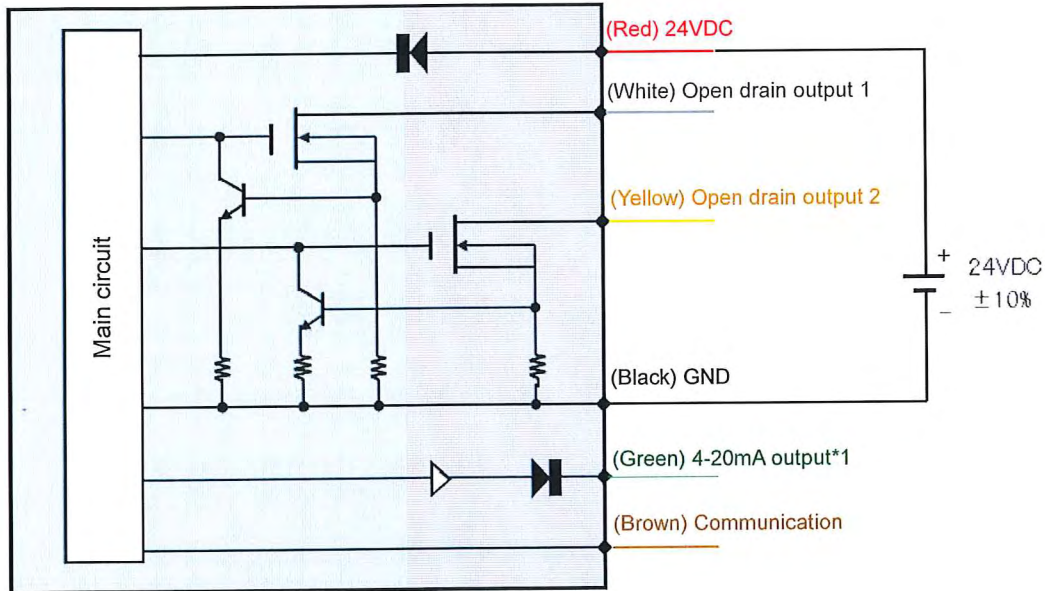 (Red) 24VDC
(White) Open drain output 1
(Yellow) Open drain output 2
Main circuit
+
24VDC
±10%
−
(Black) GND
(Green) 4-20mA output*1
(Brown) Communication